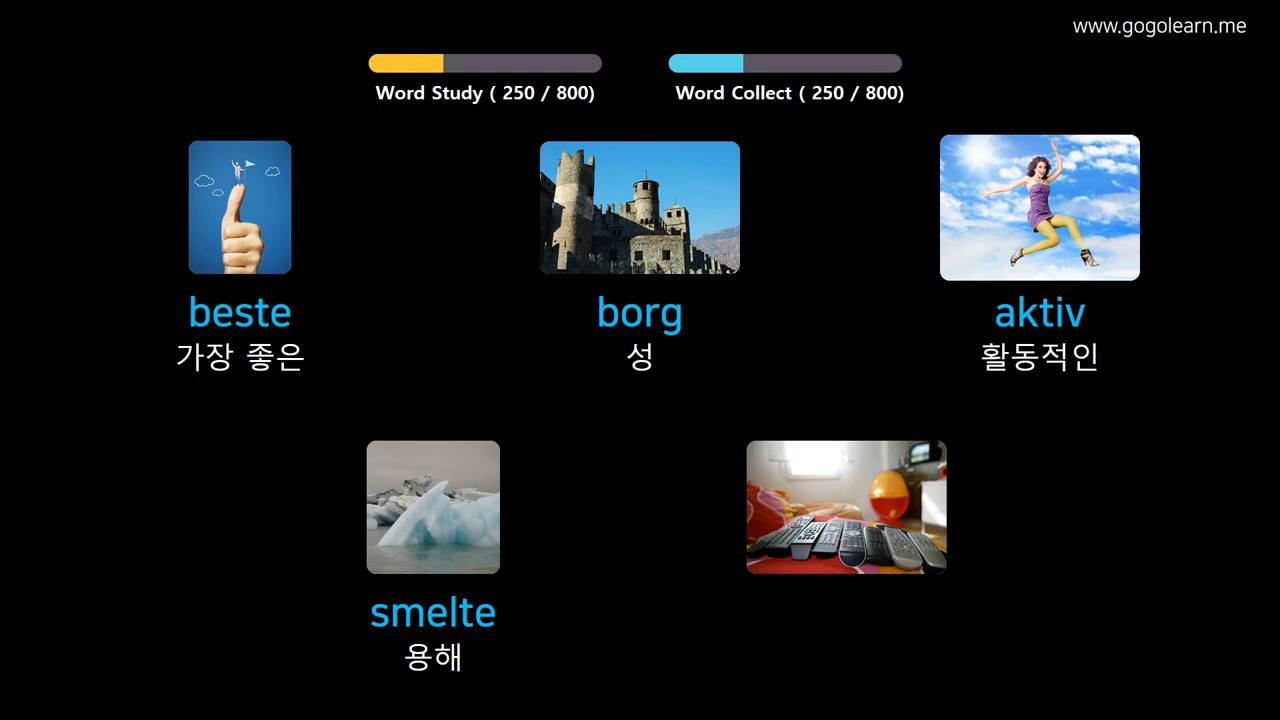 www.gogolearn.me
Word Study ( 250 / 800)
Word Collect ( 250 / 800)
beste
가장 좋은
borg
성
aktiv
활동적인
smelte
용해